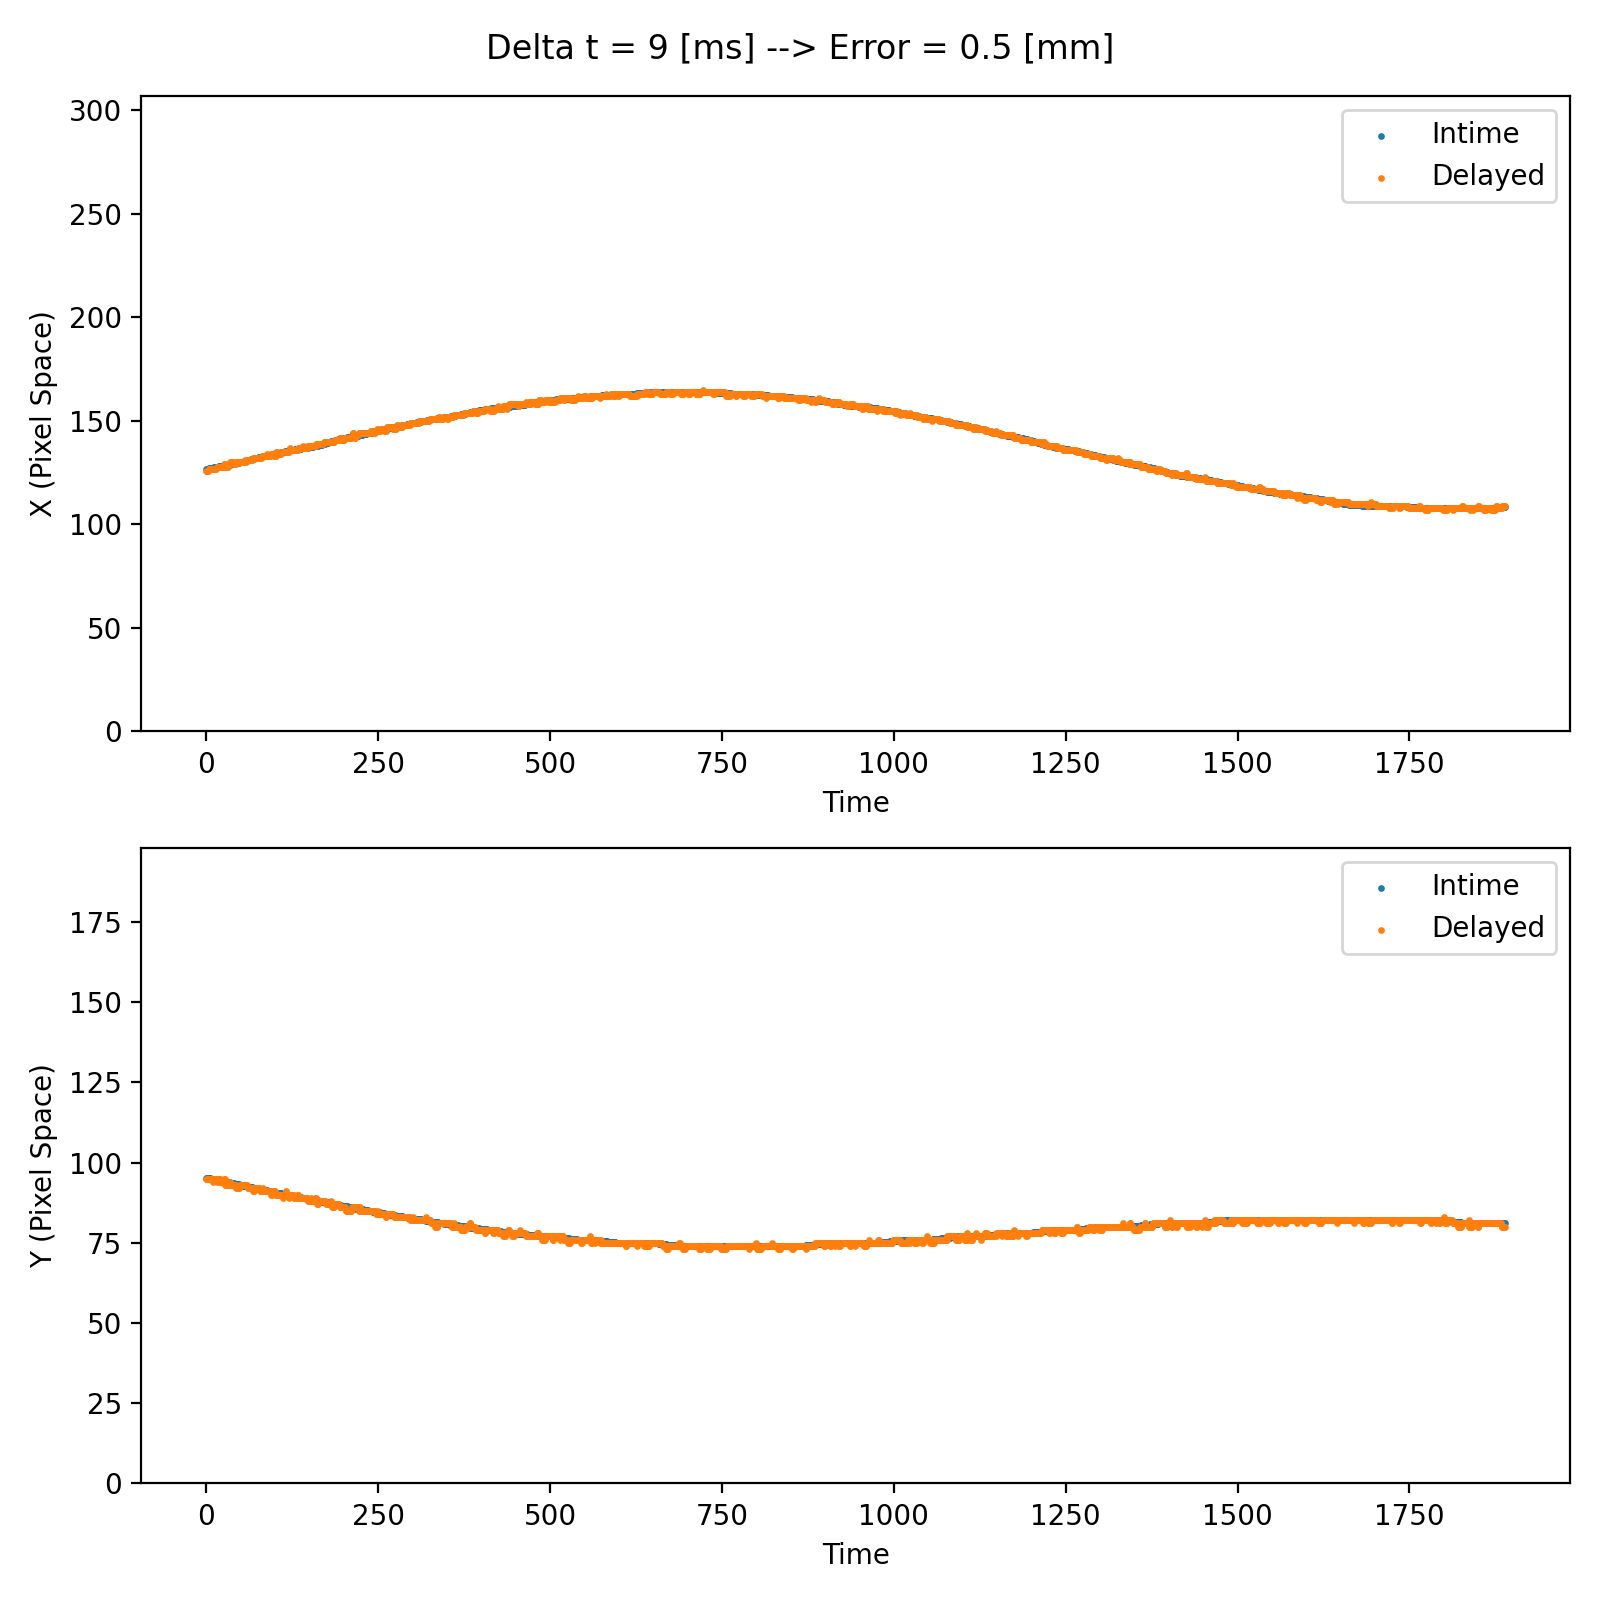 Delta t = 9 [ms] --> Error = 0.5 [mm]
300
250
200
150
100
50
0
X (Pixel Space)
Intime
Delayed
0 250 500 750 1000 1250 1500 1750
Time
175
150
125
100
75
50
25
0
Y (Pixel Space)
Intime
Delayed
0 250 500 750 1000 1250 1500 1750
Time